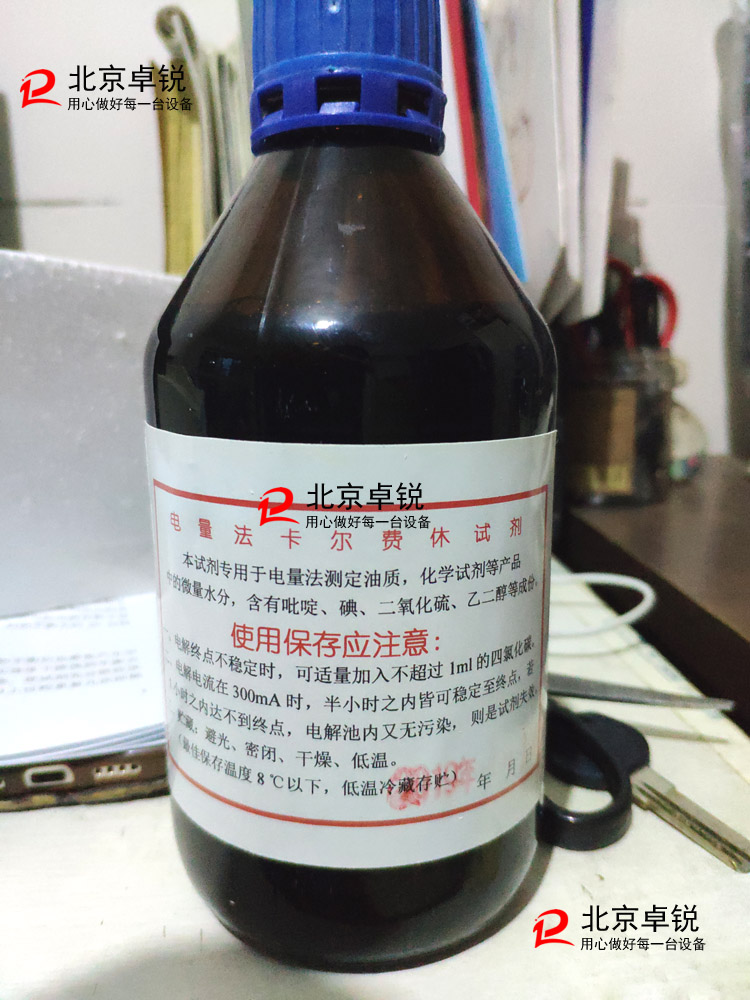 北京卓锐
用心做好每一台设备
北京卓锐
用心做好每一台设备
电量法卡尔费休试剂
本试剂专用于电量法测定油质，化学试剂等产品
中的微量水分，含有吡啶、碘、二氧化硫、乙二醇等成份。
使用保存应注意：
一、电解终点不稳定时，可适量加入不超过1ml的四氯化碳。
二、电解电流在300mA时，半小时之内皆可稳定至终点，若
小时之内达不到终点，电解池内又无污染，则是试剂失效。
贮藏：避光、密闭、干燥、低温。
（最佳保存温度8℃以下，低温冷藏存贮）
年 月 日
北京卓锐
用心做好每一台设备